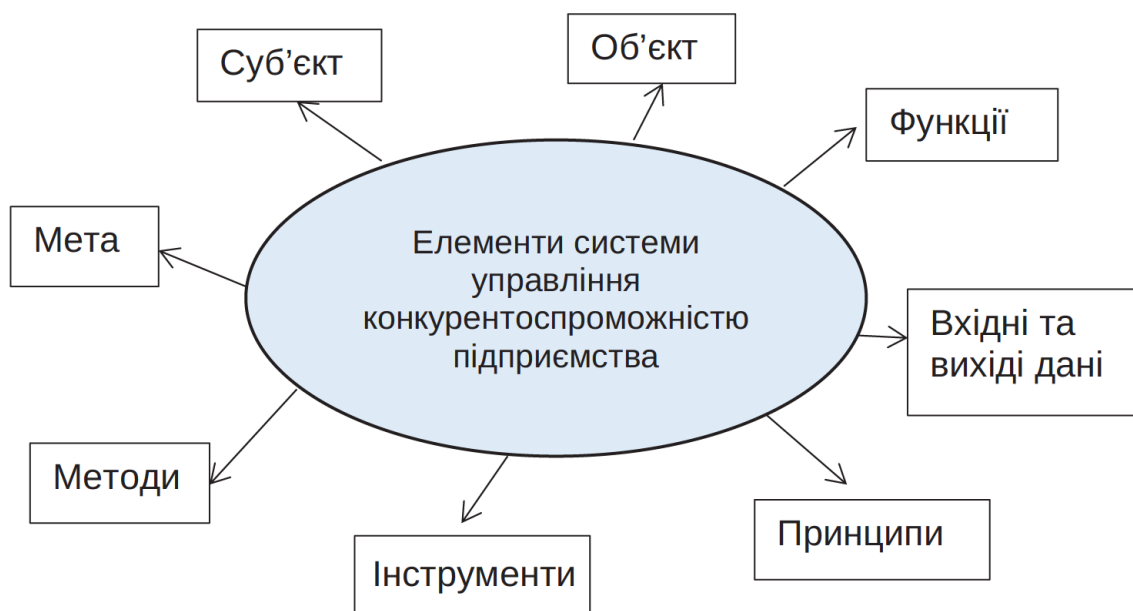 Суб’єкт
Об’єкт
Функції
Мета
Елементи системи
управління
конкурентоспроможністю
підприємства
Вхідні та
вихіді дані
Методи
Інструменти
Принципи